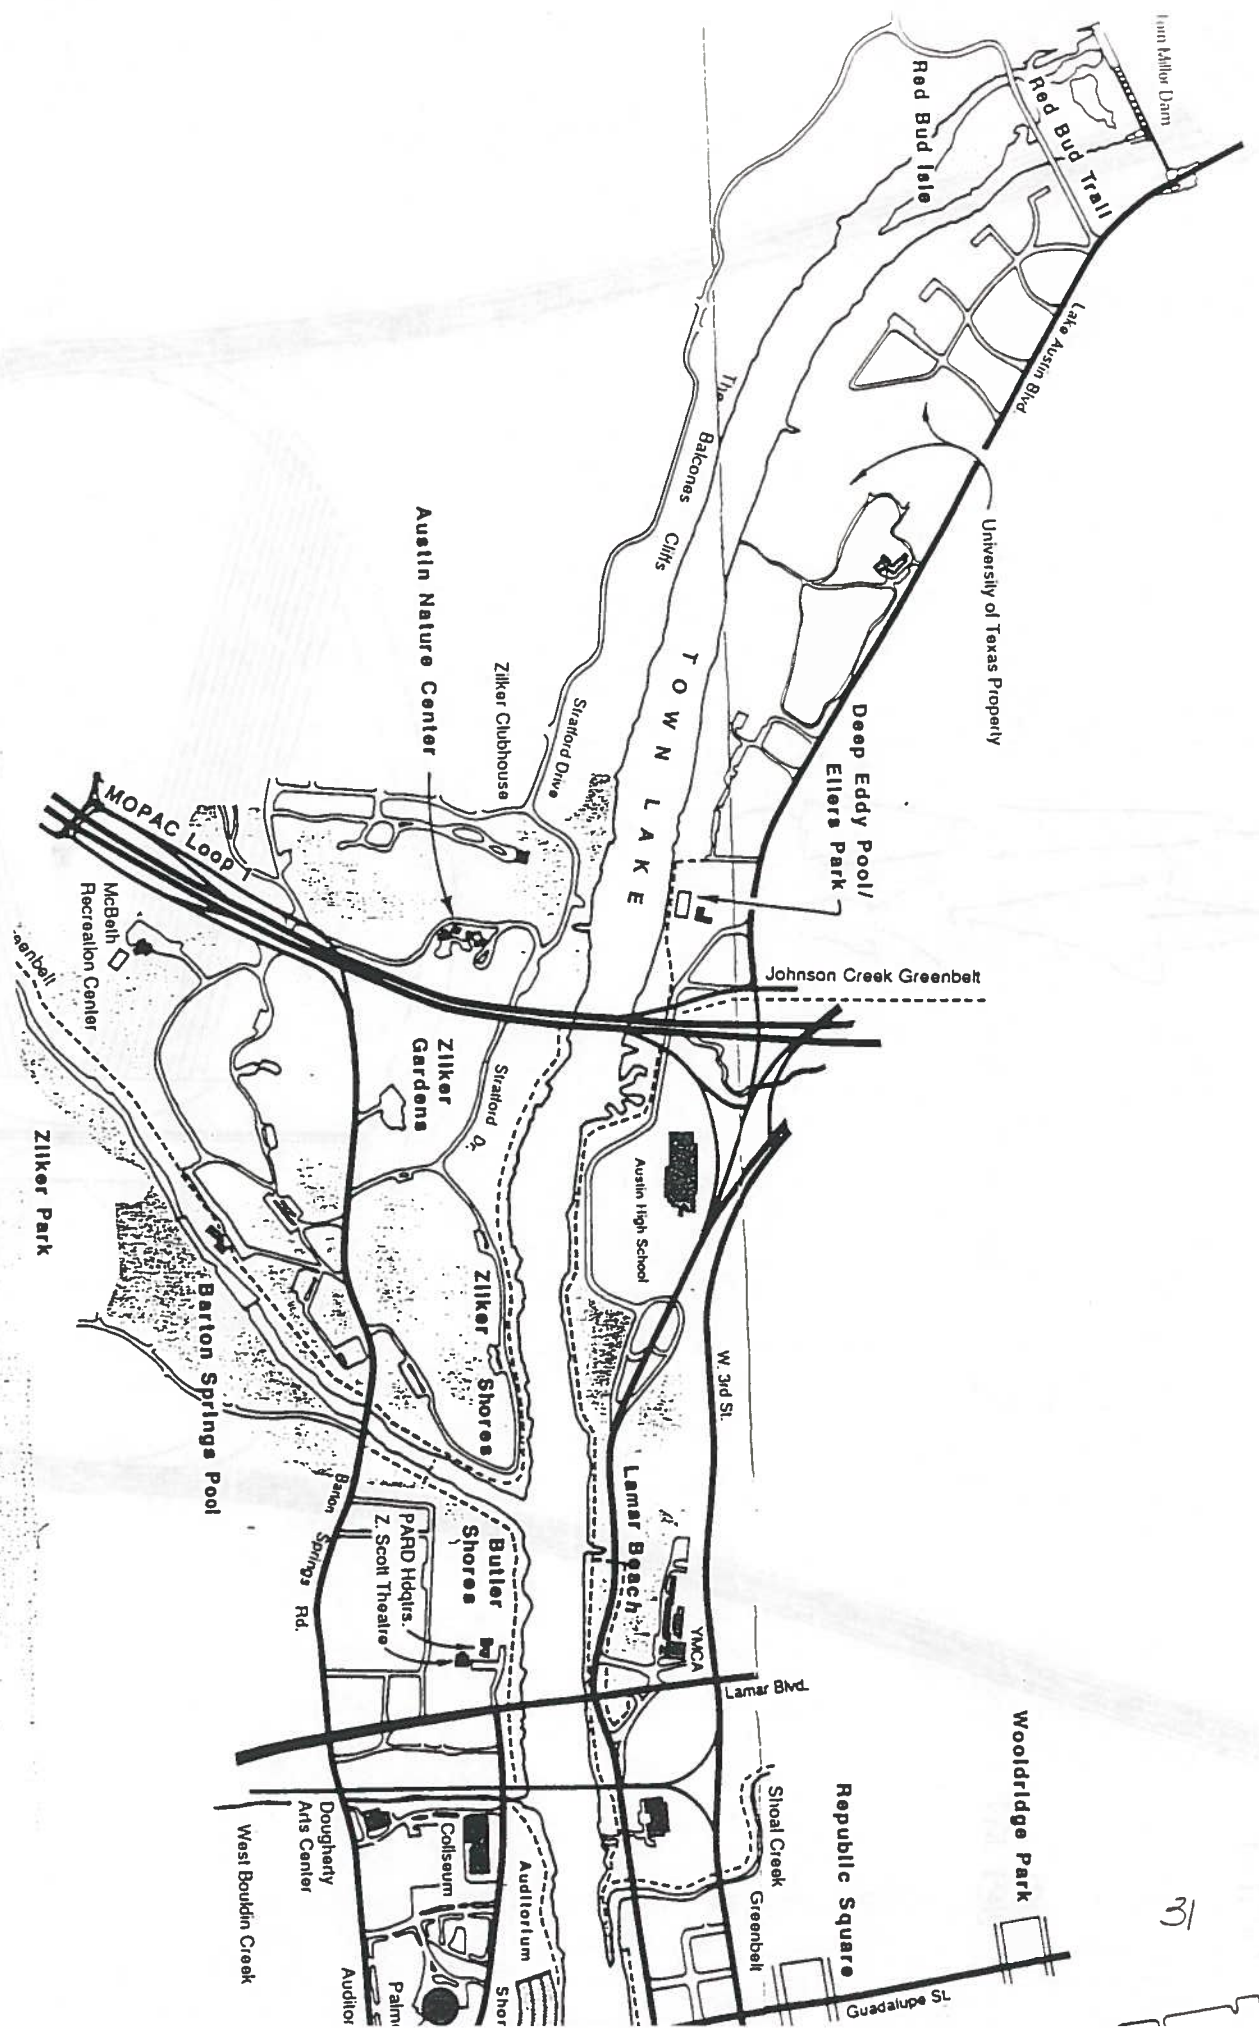 Tom Miller Dam
Red Bud Trail
Red Bud Isle
Lake Austin Blvd.
University of Texas Property
The Balcones Cliffs
TOWN LAKE
Deep Eddy Pool/
Eilers Park
Austin Nature Center
Zilker Clubhouse
Stratford Drive
MOPAC Loop 1
McBeth
Recreation Center
enbelt
Johnson Creek Greenbelt
Zilker
Gardens
Stratford Dr.
Austin High School
Zilker Park
Barton Springs Pool
Zilker Shores
W. 3rd St.
Lamar Beach
Barton Springs Rd.
Butler
Shores
PARD Hdqtrs.
Z. Scott Theatre
YMCA
Lamar Blvd.
Wooldridge Park
Republic Square
Shoal Creek
Greenbelt
Guadalupe St.
Dougherty
Arts Center
Coliseum
Auditorium
Shor
West Bouldin Creek
Palm
Auditor
31